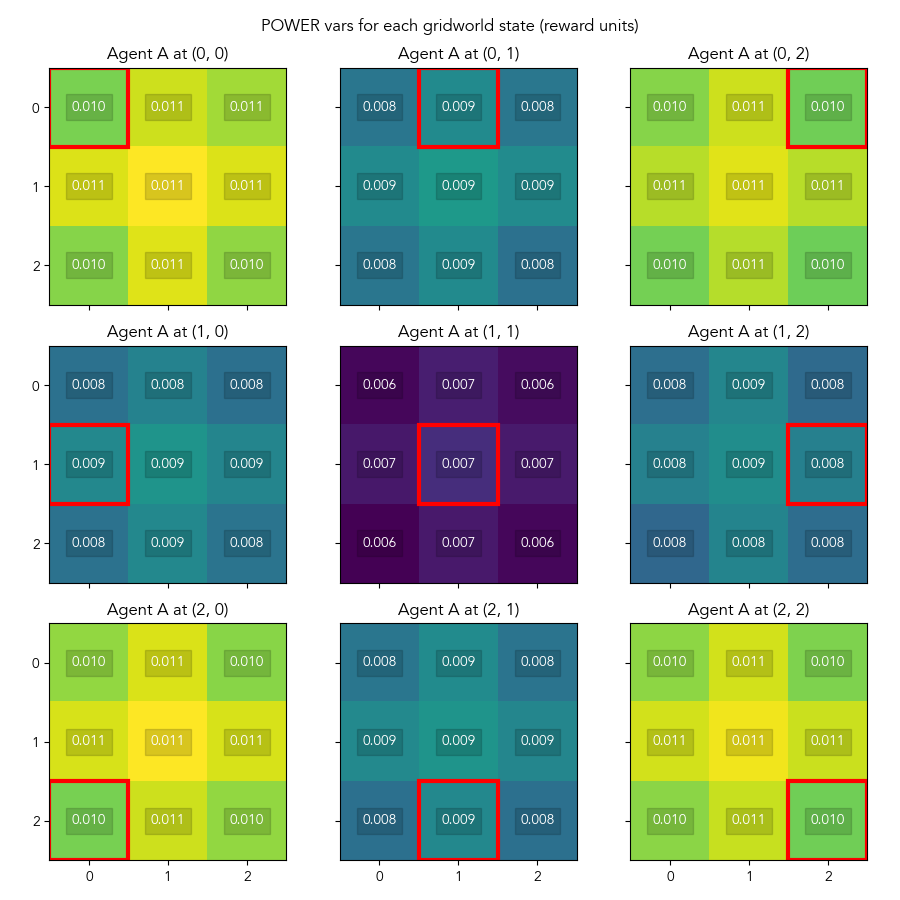 POWER vars for each gridworld state (reward units)
Agent A at (0, 0) Agent A at (0, 1) Agent A at (0, 2)
0 0.010 0.011 0.011 0.008 0.009 0.008 0.010 0.011 0.010
1 0.011 0.011 0.011 0.009 0.009 0.009 0.011 0.011 0.011
2 0.010 0.011 0.010 0.008 0.009 0.008 0.010 0.011 0.010
Agent A at (1, 0) Agent A at (1, 1) Agent A at (1, 2)
0 0.008 0.008 0.008 0.006 0.007 0.006 0.008 0.009 0.008
1 0.009 0.009 0.009 0.007 0.007 0.007 0.008 0.009 0.008
2 0.008 0.009 0.008 0.006 0.007 0.006 0.008 0.008 0.008
Agent A at (2, 0) Agent A at (2, 1) Agent A at (2, 2)
0 0.010 0.011 0.010 0.008 0.009 0.008 0.010 0.011 0.010
1 0.011 0.011 0.011 0.009 0.009 0.009 0.011 0.011 0.011
2 0.010 0.011 0.010 0.008 0.009 0.008 0.010 0.011 0.010
0 1 2 0 1 2 0 1 2